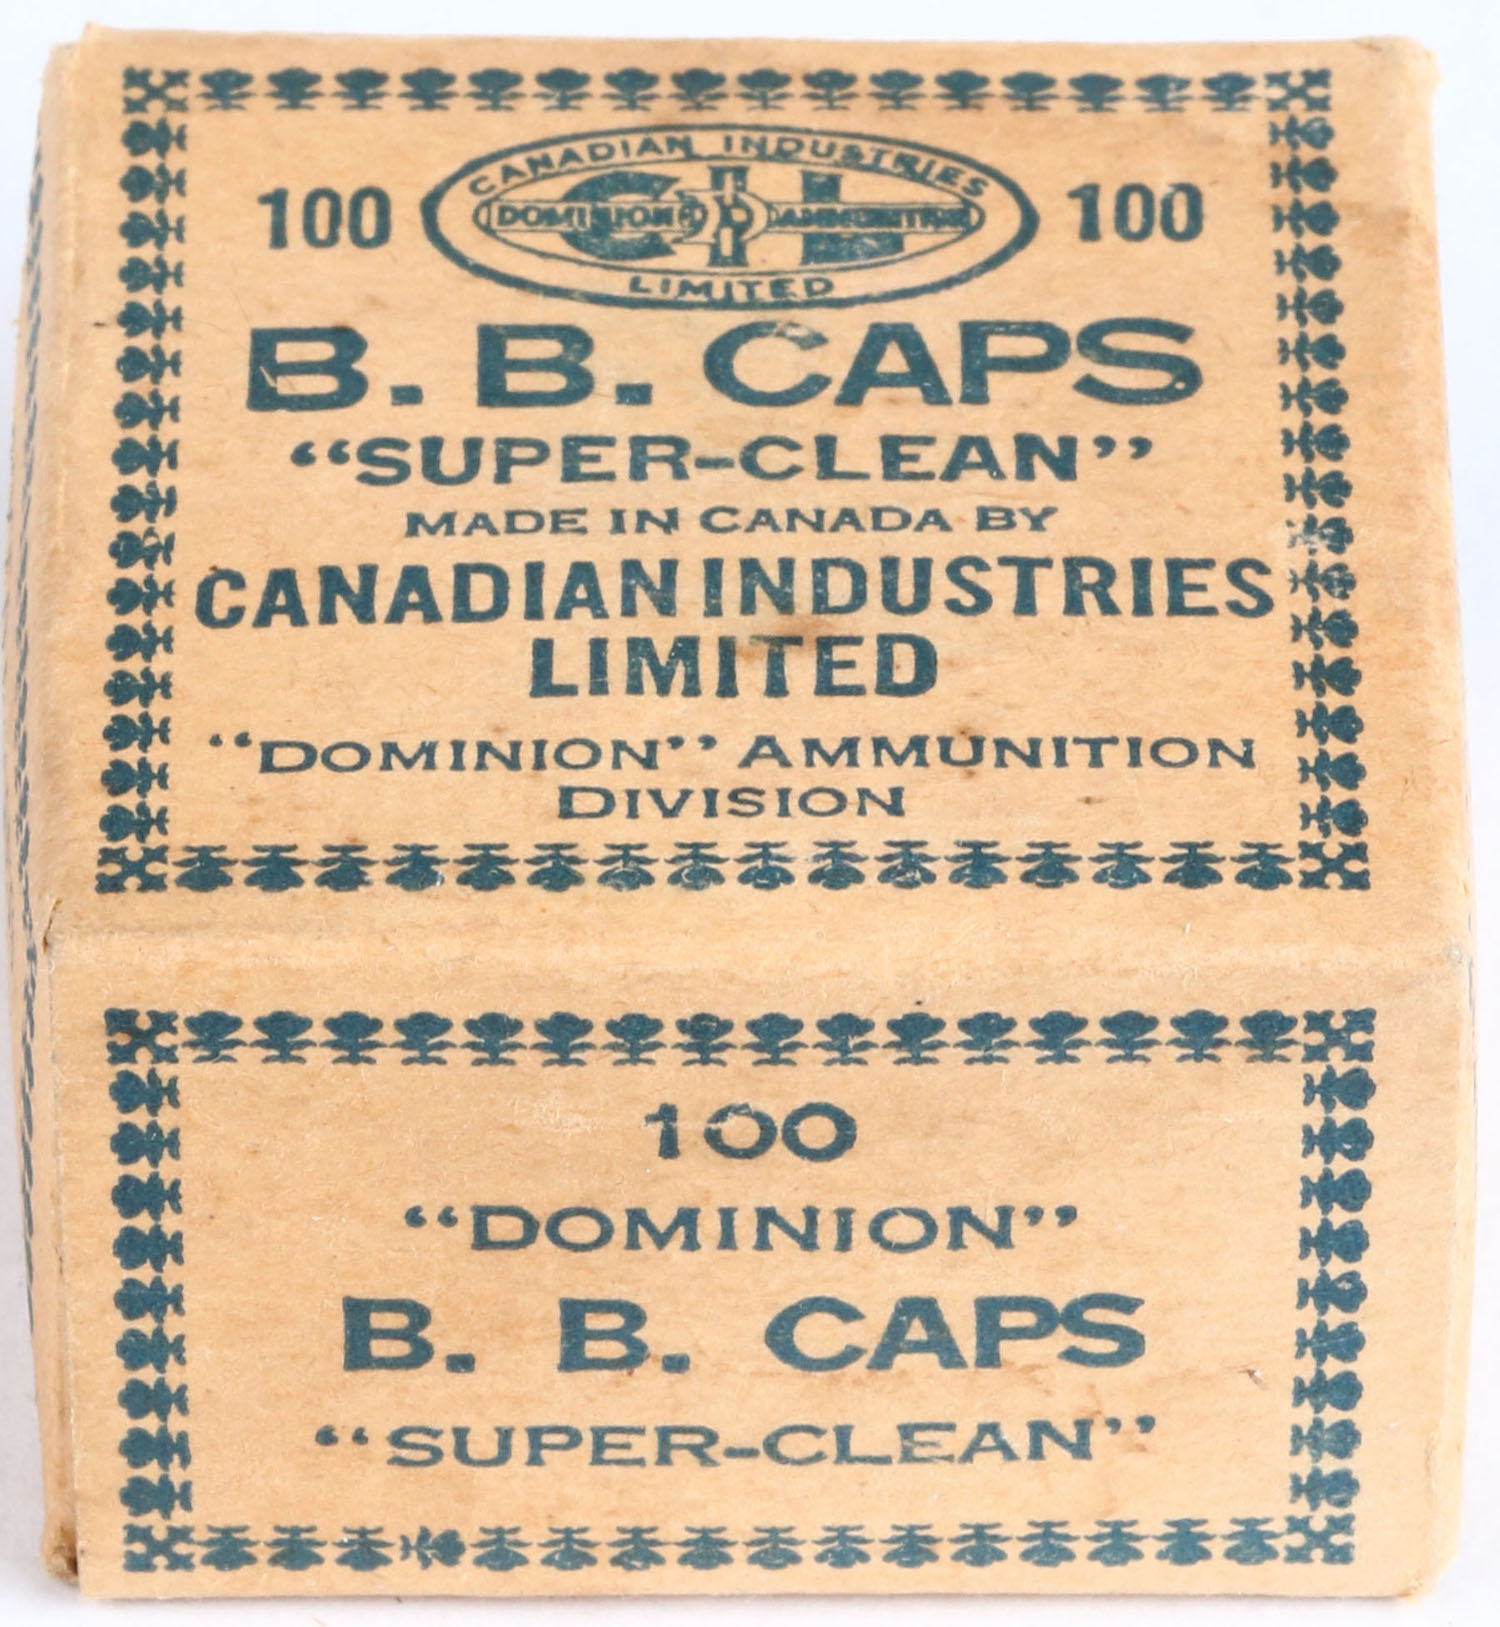 100 CANADIAN INDUSTRIES 100
CIL
DOMINION AMMUNITION
LIMITED
B. B. CAPS
“SUPER-CLEAN”
MADE IN CANADA BY
CANADIAN INDUSTRIES
LIMITED
“DOMINION” AMMUNITION
DIVISION
100
“DOMINION”
B. B. CAPS
“SUPER-CLEAN”